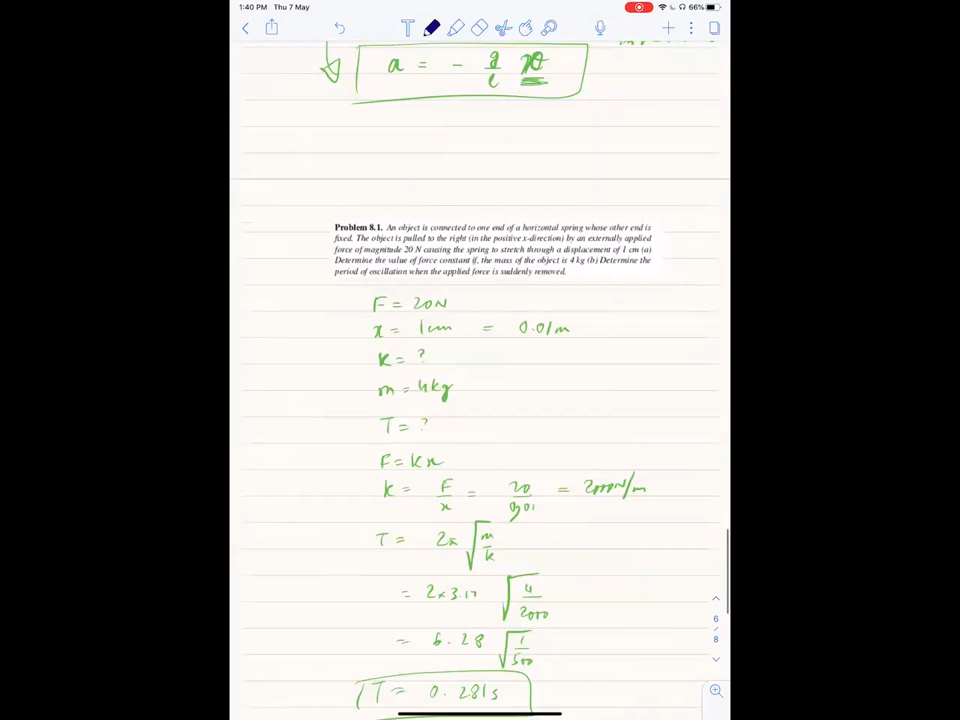 1:40 PM Thu 7 May
66%
a = - g/l xθ
Problem 8.1. An object is connected to one end of a horizontal spring whose other end is
fixed. The object is pulled to the right (in the positive x-direction) by an externally applied
force of magnitude 20 N causing the spring to stretch through a displacement of 1 cm (a)
Determine the value of force constant if, the mass of the object is 4 kg (b) Determine the
period of oscillation when the applied force is suddenly removed.
F = 20N
x = 1cm = 0.01m
K = ?
m = 4kg
T = ?
F = kx
k = F/x = 20/0.01 = 2000N/m
T = 2π √m/k
= 2×3.14 √4/2000
= 6.28 √1/500
T = 0.281s
6
8